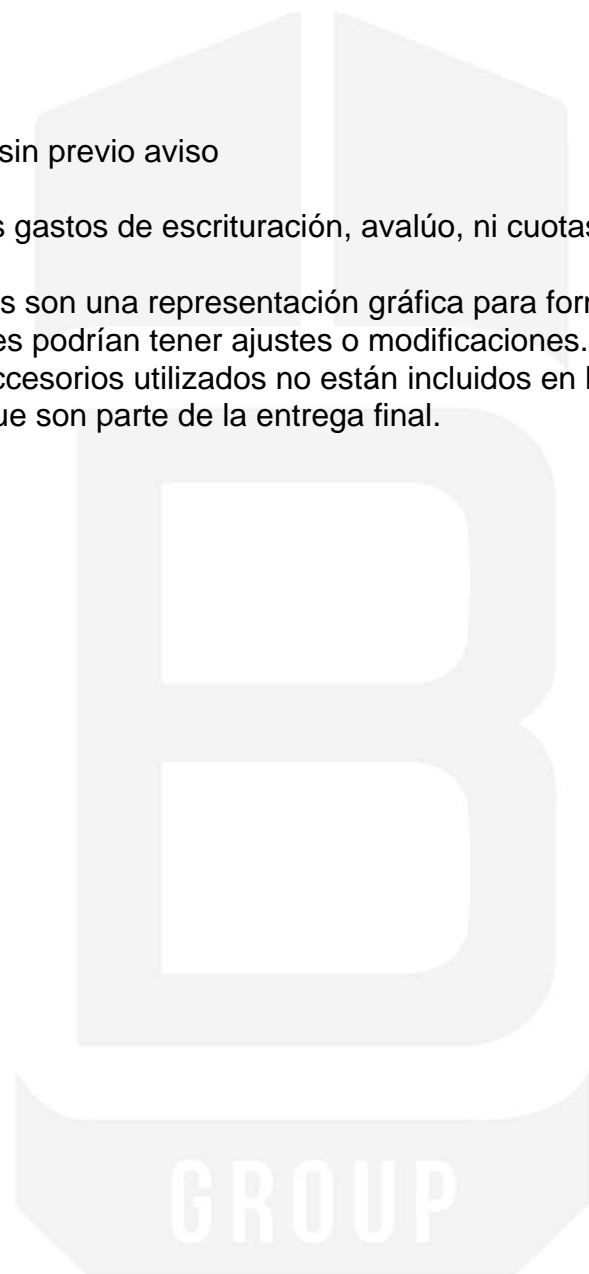 sin previo aviso
s gastos de escrituración, avalúo, ni cuotas
s son una representación gráfica para for
es podrían tener ajustes o modificaciones.
ccesorios utilizados no están incluidos en l
ue son parte de la entrega final.
B
GROUP